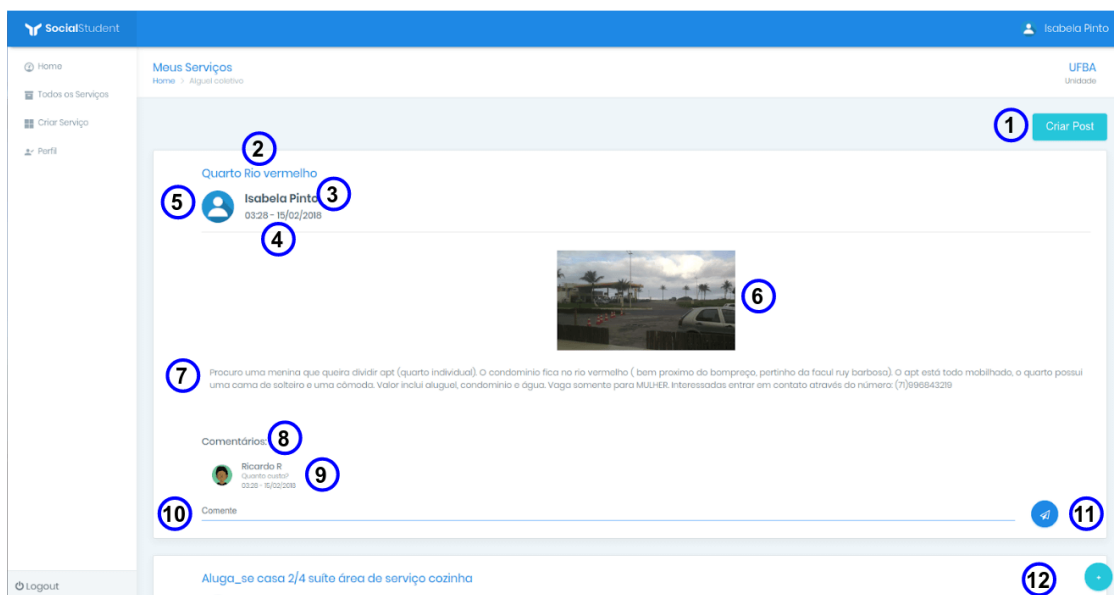 SocialStudent
Isabela Pinto
Home
Todos os Serviços
Criar Serviço
Perfil
Logout
Meus Serviços
Home > Alguel coletivo
UFBA
Unidade
1
Criar Post
2
Quarto Rio vermelho
5
Isabela Pinto
3
03:28 - 15/02/2018
4
6
7
Procuro uma menina que queira dividir apt (quarto individual). O condominio fica no rio vermelho ( bem proximo do bompreço, pertinho da facul ruy barbosa). O apt está todo mobilhado, o quarto possui
uma cama de solteiro e uma cômoda. Valor inclui aluguel, condominio e água. Vaga somente para MULHER. Interessadas entrar em contato através do número: (71)996843219
Comentários:
8
Ricardo R
Quanto custa?
03:28 - 15/02/2018
9
10
Comente
11
Aluga_se casa 2/4 suíte área de serviço cozinha
12
+